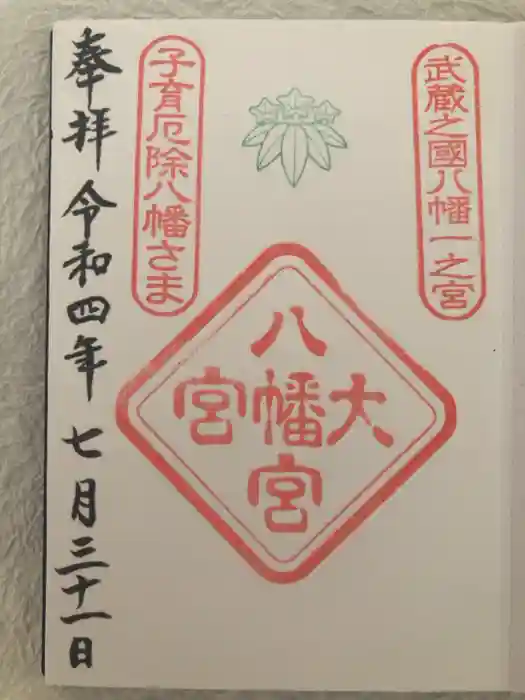 武蔵之國八幡一之宮
大宮八幡宮
子育厄除八幡さま
奉拝 令和四年 七月三十一日